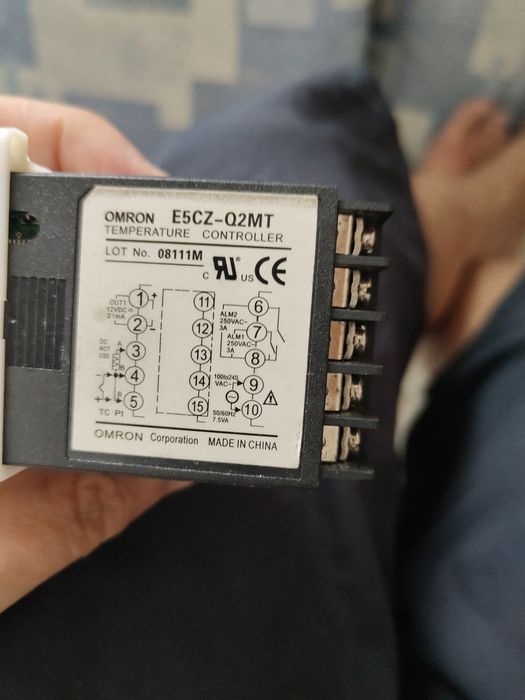 OMRON E5CZ-Q2MT
TEMPERATURE CONTROLLER
LOT No. 08111M
c RU US CE
OUT1
12VDC
21mA
1 +
2 -
DO
NOT
USE
A
3
B
4
B
5
- +
TC Pt
11
12
13
14
15
ALM2
250VAC~
3A
6
7
ALM1
250VAC~
3A
8
100to240
VAC~
9
10
50/60HZ
7.5VA
OMRON Corporation MADE IN CHINA